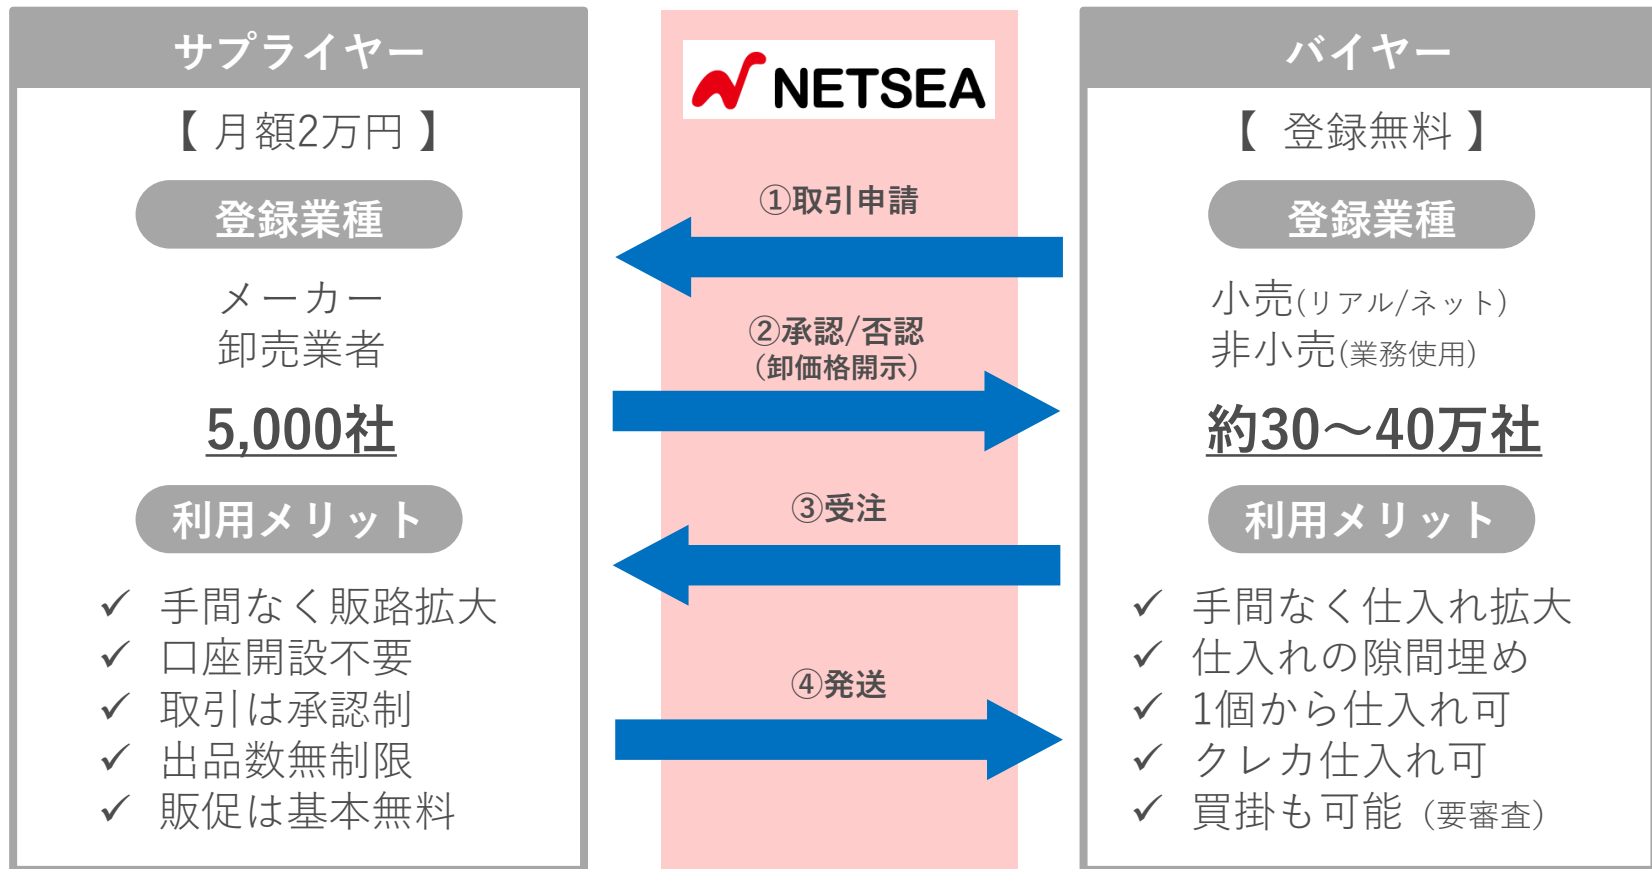 サプライヤー
【 月額2万円 】
登録業種
メーカー
卸売業者
5,000社
利用メリット
✓ 手間なく販路拡大
✓ 口座開設不要
✓ 取引は承認制
✓ 出品数無制限
✓ 販促は基本無料
NETSEA
①取引申請
②承認/否認
（卸価格開示）
③受注
④発送
バイヤー
【 登録無料 】
登録業種
小売(リアル/ネット)
非小売(業務使用)
約30～40万社
利用メリット
✓ 手間なく仕入れ拡大
✓ 仕入れの隙間埋め
✓ 1個から仕入れ可
✓ クレカ仕入れ可
✓ 買掛も可能（要審査）